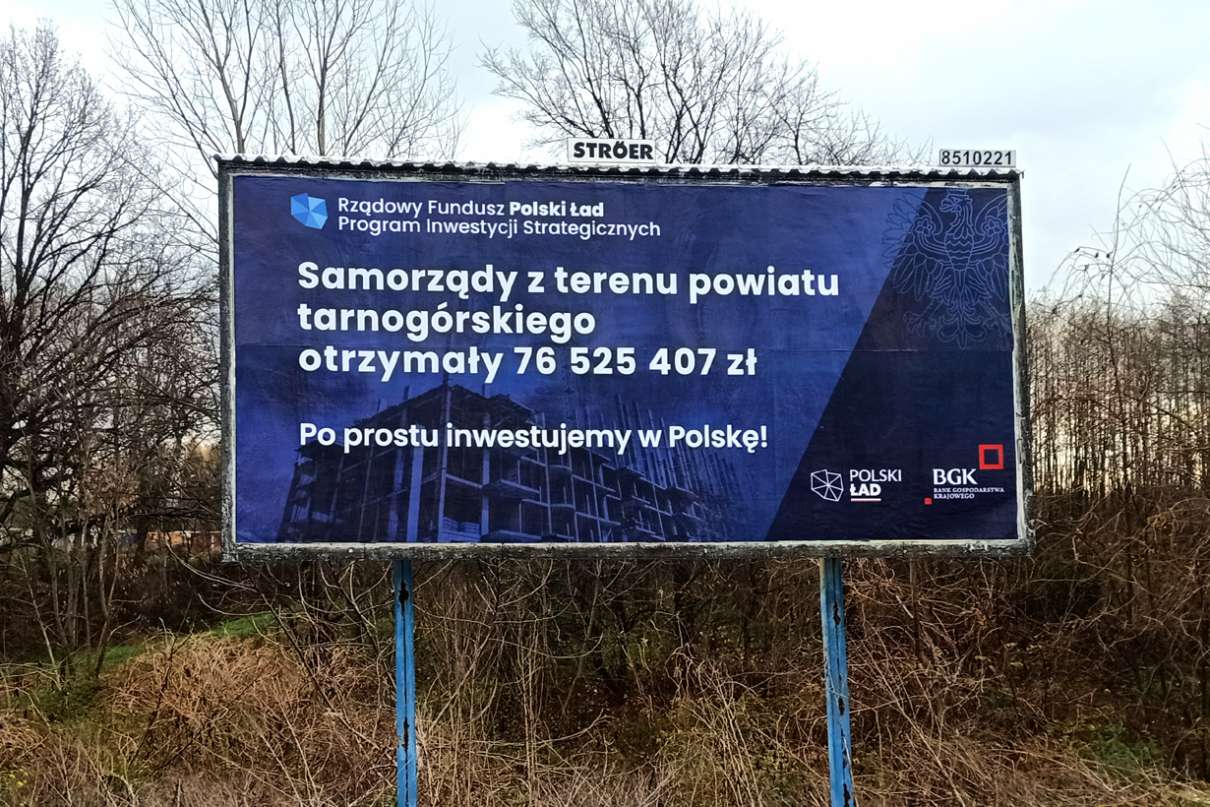 STRÖER
8510221
Rządowy Fundusz Polski Ład
Program Inwestycji Strategicznych
Samorządy z terenu powiatu
tarnogórskiego
otrzymały 76 525 407 zł
Po prostu inwestujemy w Polskę!
POLSKI
ŁAD
BGK
BANK GOSPODARSTWA
KRAJOWEGO